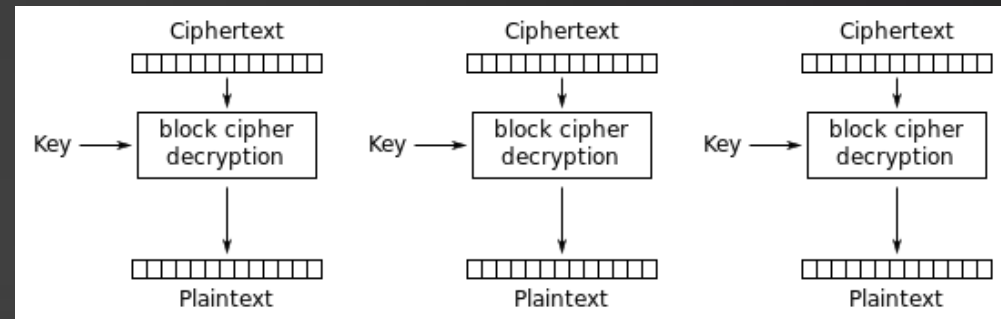 Ciphertext
Ciphertext
Ciphertext
Key
block cipher
decryption
Key
block cipher
decryption
Key
block cipher
decryption
Plaintext
Plaintext
Plaintext